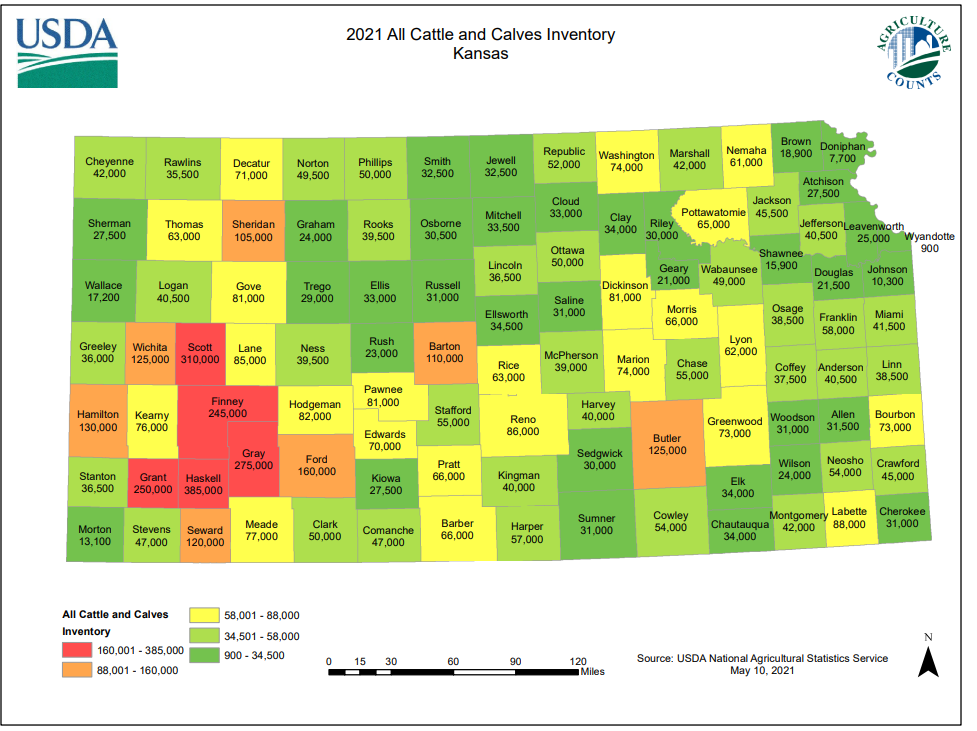 USDA
2021 All Cattle and Calves Inventory
Kansas
AGRICULTURE
COUNTS
Cheyenne
42,000
Rawlins
35,500
Decatur
71,000
Norton
49,500
Phillips
50,000
Smith
32,500
Jewell
32,500
Republic
52,000
Washington
74,000
Marshall
42,000
Nemaha
61,000
Brown
18,900
Doniphan
7,700
Atchison
27,500
Sherman
27,500
Thomas
63,000
Sheridan
105,000
Graham
24,000
Rooks
39,500
Osborne
30,500
Mitchell
33,500
Cloud
33,000
Clay
34,000
Riley
30,000
Pottawatomie
65,000
Jackson
45,500
Jefferson
40,500
Leavenworth
25,000
Wyandotte
900
Wallace
17,200
Logan
40,500
Gove
81,000
Trego
29,000
Ellis
33,000
Russell
31,000
Lincoln
36,500
Ottawa
50,000
Saline
31,000
Ellsworth
34,500
Dickinson
81,000
Geary
21,000
Wabaunsee
49,000
Shawnee
15,900
Douglas
21,500
Johnson
10,300
Morris
66,000
Osage
38,500
Franklin
58,000
Miami
41,500
Greeley
36,000
Wichita
125,000
Scott
310,000
Lane
85,000
Ness
39,500
Rush
23,000
Barton
110,000
Rice
63,000
McPherson
39,000
Marion
74,000
Chase
55,000
Lyon
62,000
Coffey
37,500
Anderson
40,500
Linn
38,500
Hamilton
130,000
Kearny
76,000
Finney
245,000
Hodgeman
82,000
Pawnee
81,000
Edwards
70,000
Stafford
55,000
Reno
86,000
Harvey
40,000
Butler
125,000
Greenwood
73,000
Woodson
31,000
Allen
31,500
Bourbon
73,000
Stanton
36,500
Grant
250,000
Haskell
385,000
Gray
275,000
Ford
160,000
Kiowa
27,500
Pratt
66,000
Kingman
40,000
Sedgwick
30,000
Elk
34,000
Wilson
24,000
Neosho
54,000
Crawford
45,000
Morton
13,100
Stevens
47,000
Seward
120,000
Meade
77,000
Clark
50,000
Comanche
47,000
Barber
66,000
Harper
57,000
Sumner
31,000
Cowley
54,000
Chautauqua
34,000
Montgomery
42,000
Labette
88,000
Cherokee
31,000
All Cattle and Calves
Inventory
160,001 - 385,000
88,001 - 160,000
58,001 - 88,000
34,501 - 58,000
900 - 34,500
0 15 30 60 90 120
Miles
Source: USDA National Agricultural Statistics Service
May 10, 2021
N